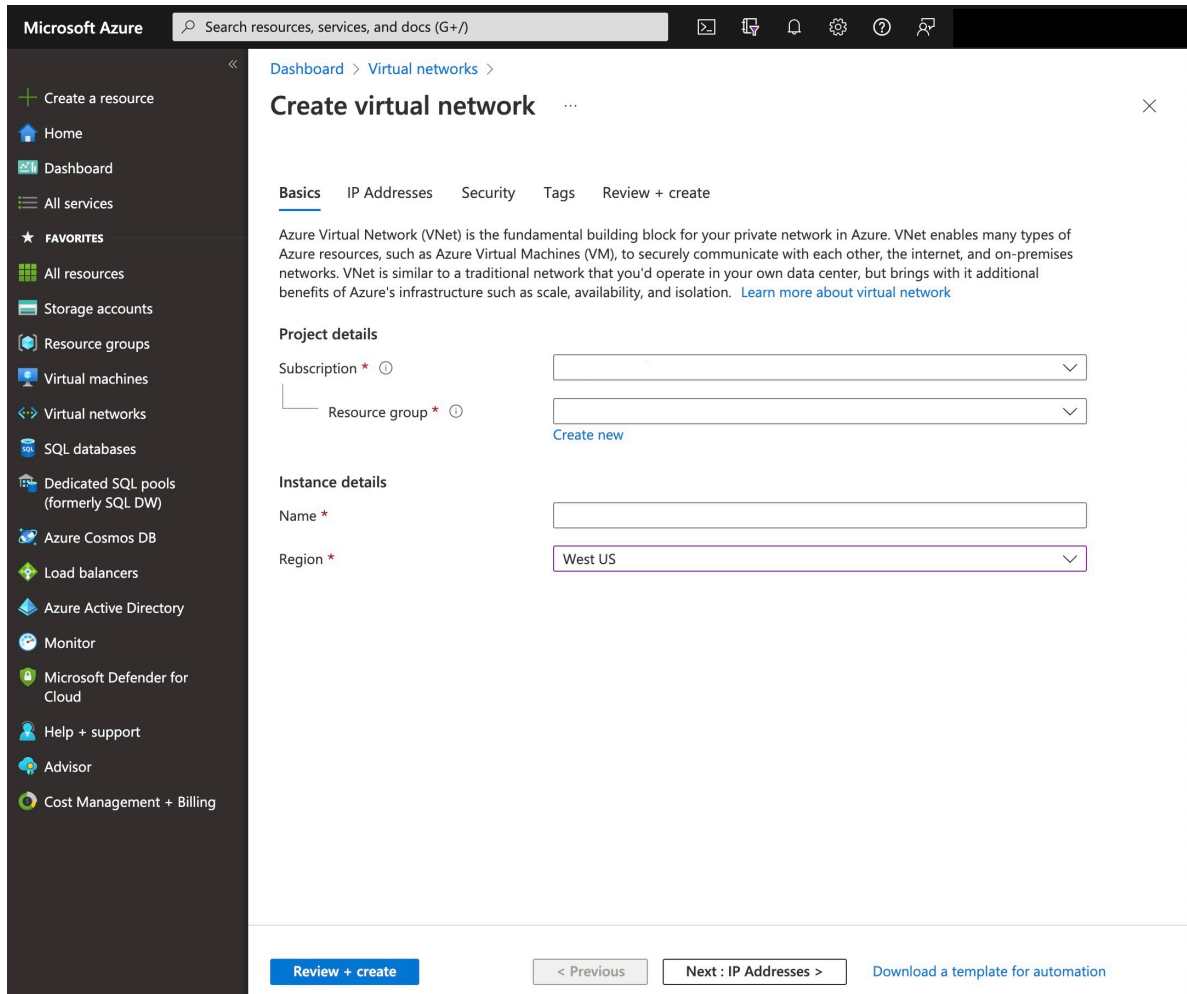 Microsoft Azure
Search resources, services, and docs (G+/)
«
Create a resource
Home
Dashboard
All services
FAVORITES
All resources
Storage accounts
Resource groups
Virtual machines
Virtual networks
SQL databases
Dedicated SQL pools
(formerly SQL DW)
Azure Cosmos DB
Load balancers
Azure Active Directory
Monitor
Microsoft Defender for
Cloud
Help + support
Advisor
Cost Management + Billing
Dashboard > Virtual networks >
Create virtual network ...
Basics IP Addresses Security Tags Review + create
Azure Virtual Network (VNet) is the fundamental building block for your private network in Azure. VNet enables many types of
Azure resources, such as Azure Virtual Machines (VM), to securely communicate with each other, the internet, and on-premises
networks. VNet is similar to a traditional network that you'd operate in your own data center, but brings with it additional
benefits of Azure's infrastructure such as scale, availability, and isolation. Learn more about virtual network
Project details
Subscription *
Resource group *
Create new
Instance details
Name *
Region * West US
Review + create < Previous Next : IP Addresses > Download a template for automation